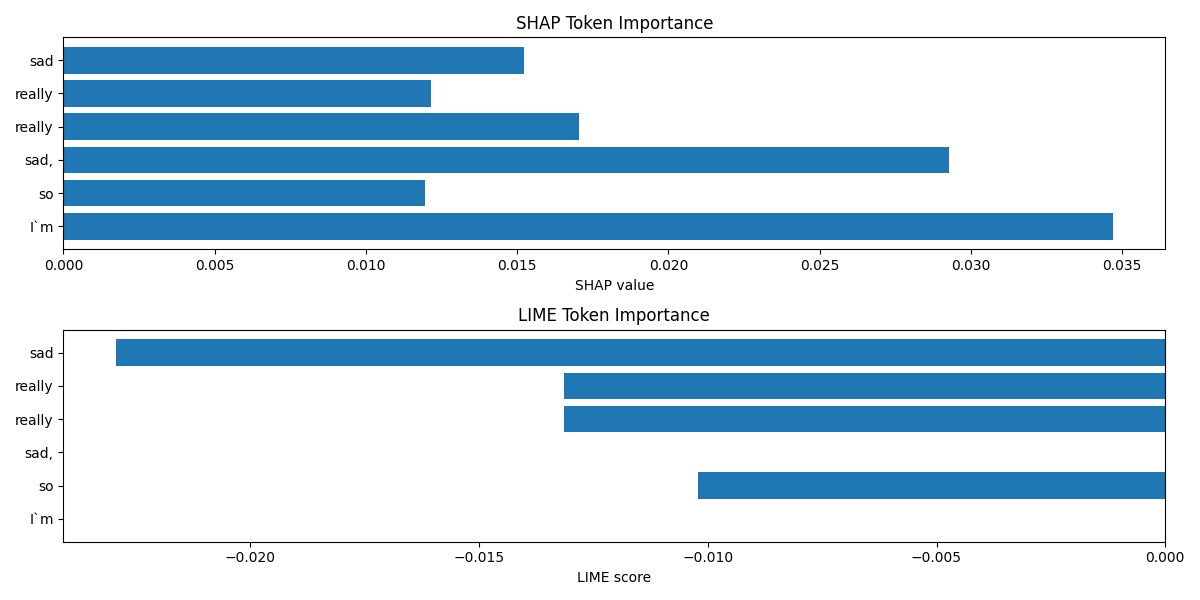 SHAP Token Importance
sad
really
really
sad,
so
I`m
0.000 0.005 0.010 0.015 0.020 0.025 0.030 0.035
SHAP value
LIME Token Importance
sad
really
really
sad,
so
I`m
−0.020 −0.015 −0.010 −0.005 0.000
LIME score